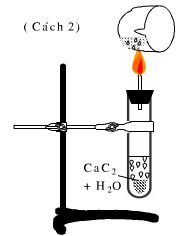 ( Cách 2)
CaC₂
+ H₂O